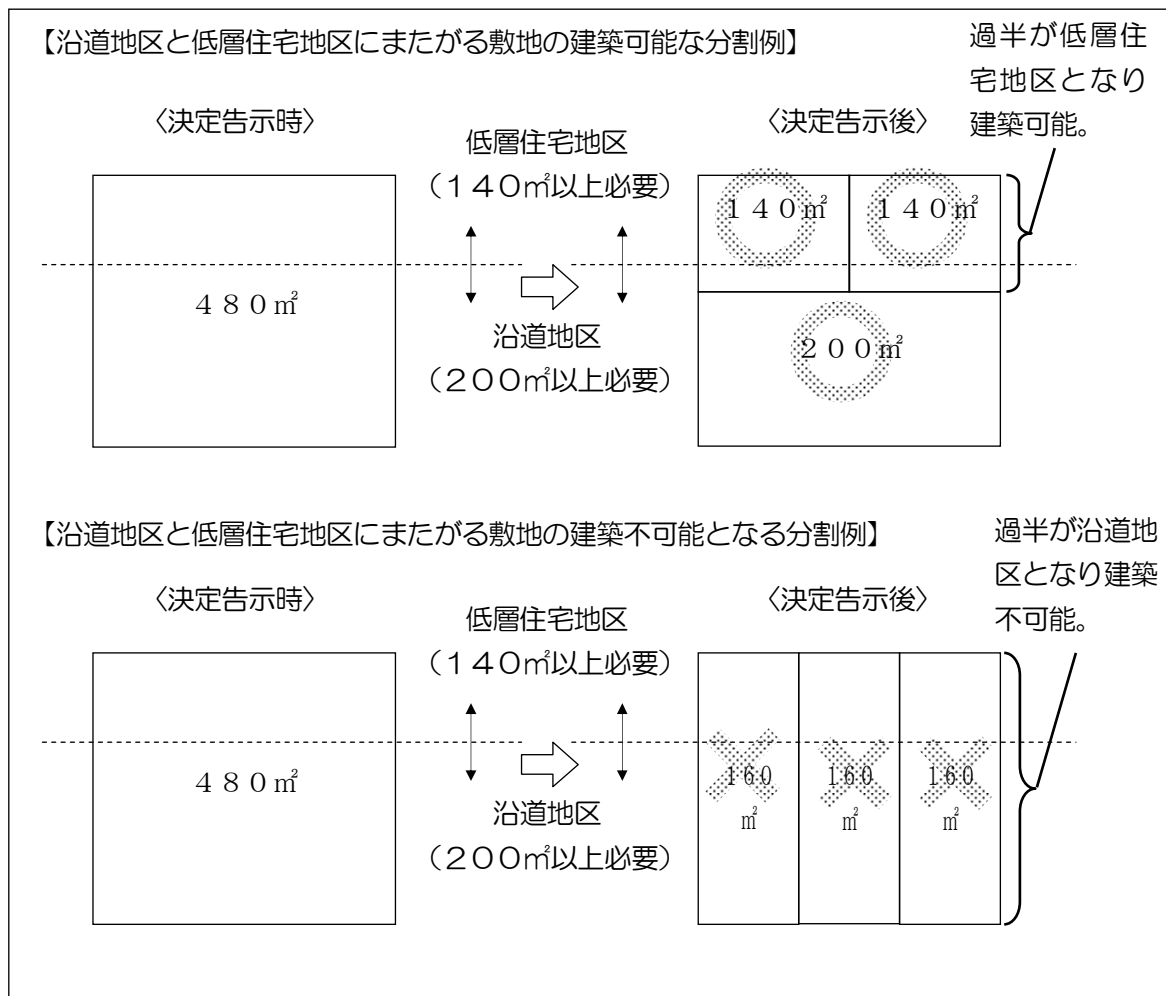 【沿道地区と低層住宅地区にまたがる敷地の建築可能な分割例】
過半が低層住
宅地区となり
建築可能。
〈決定告示時〉
低層住宅地区
(140㎡以上必要)
〈決定告示後〉
140㎡
140㎡
480㎡
沿道地区
(200㎡以上必要)
200㎡
【沿道地区と低層住宅地区にまたがる敷地の建築不可能となる分割例】
過半が沿道地
区となり建築
不可能。
〈決定告示時〉
低層住宅地区
(140㎡以上必要)
〈決定告示後〉
480㎡
沿道地区
(200㎡以上必要)
160
㎡
160
㎡
160
㎡